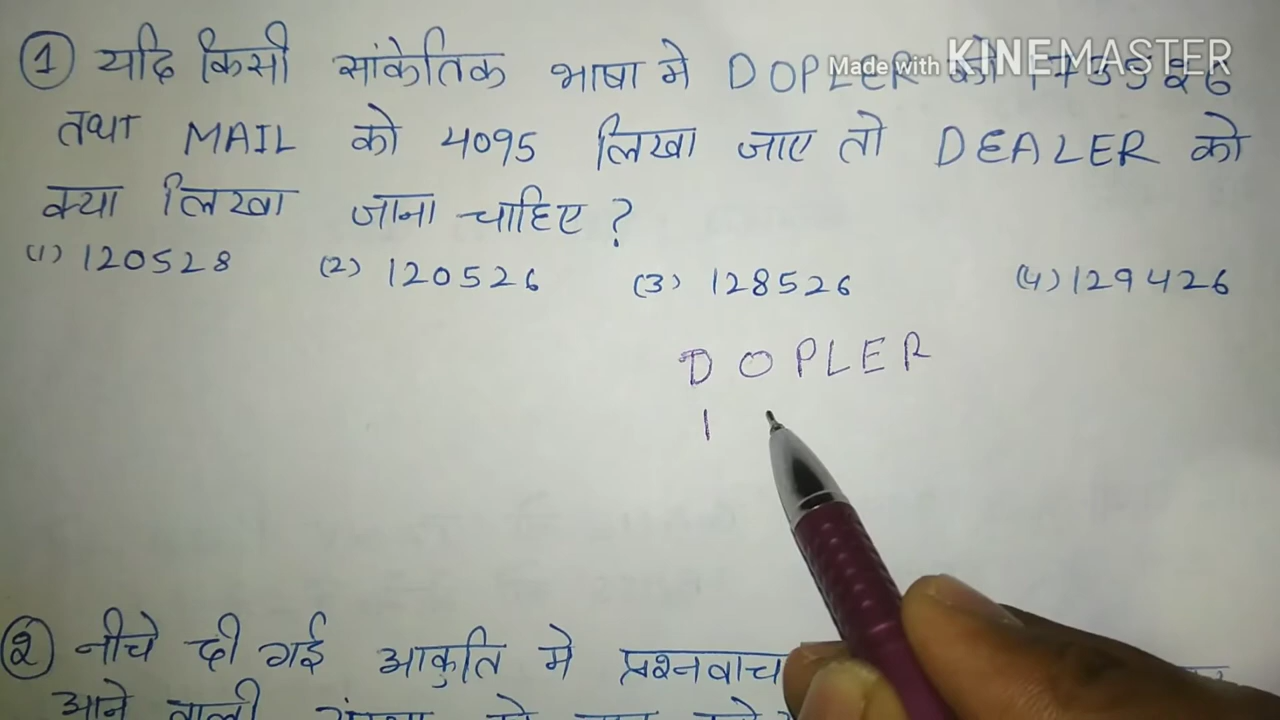 ① यदि किसी सांकेतिक भाषा मे DOPLER को 173526
Made with KINEMASTER
तथा MAIL को 4095 लिखा जाए तो DEALER को
क्या लिखा जाना चाहिए ?
(1) 120528 (2) 120526 (3) 128526 (4) 129426
DOPLER
1
② नीचे दी गई आकृति मे प्रश्नवाच
आने वाली